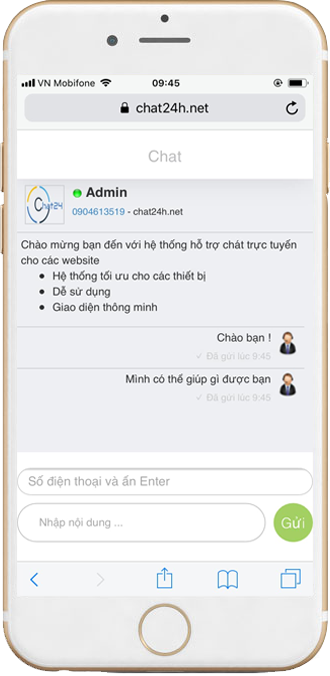 VN Mobifone 09:45
chat24h.net
Chat
Chat24
Admin
0904613519 - chat24h.net
Chào mừng bạn đến với hệ thống hỗ trợ chát trực tuyến
cho các website
Hệ thống tối ưu cho các thiết bị
Dễ sử dụng
Giao diện thông minh
Chào bạn !
✓ Đã gửi lúc 9:45
Mình có thể giúp gì được bạn
✓ Đã gửi lúc 9:45
Số điện thoại và ấn Enter
Nhập nội dung ...
Gửi